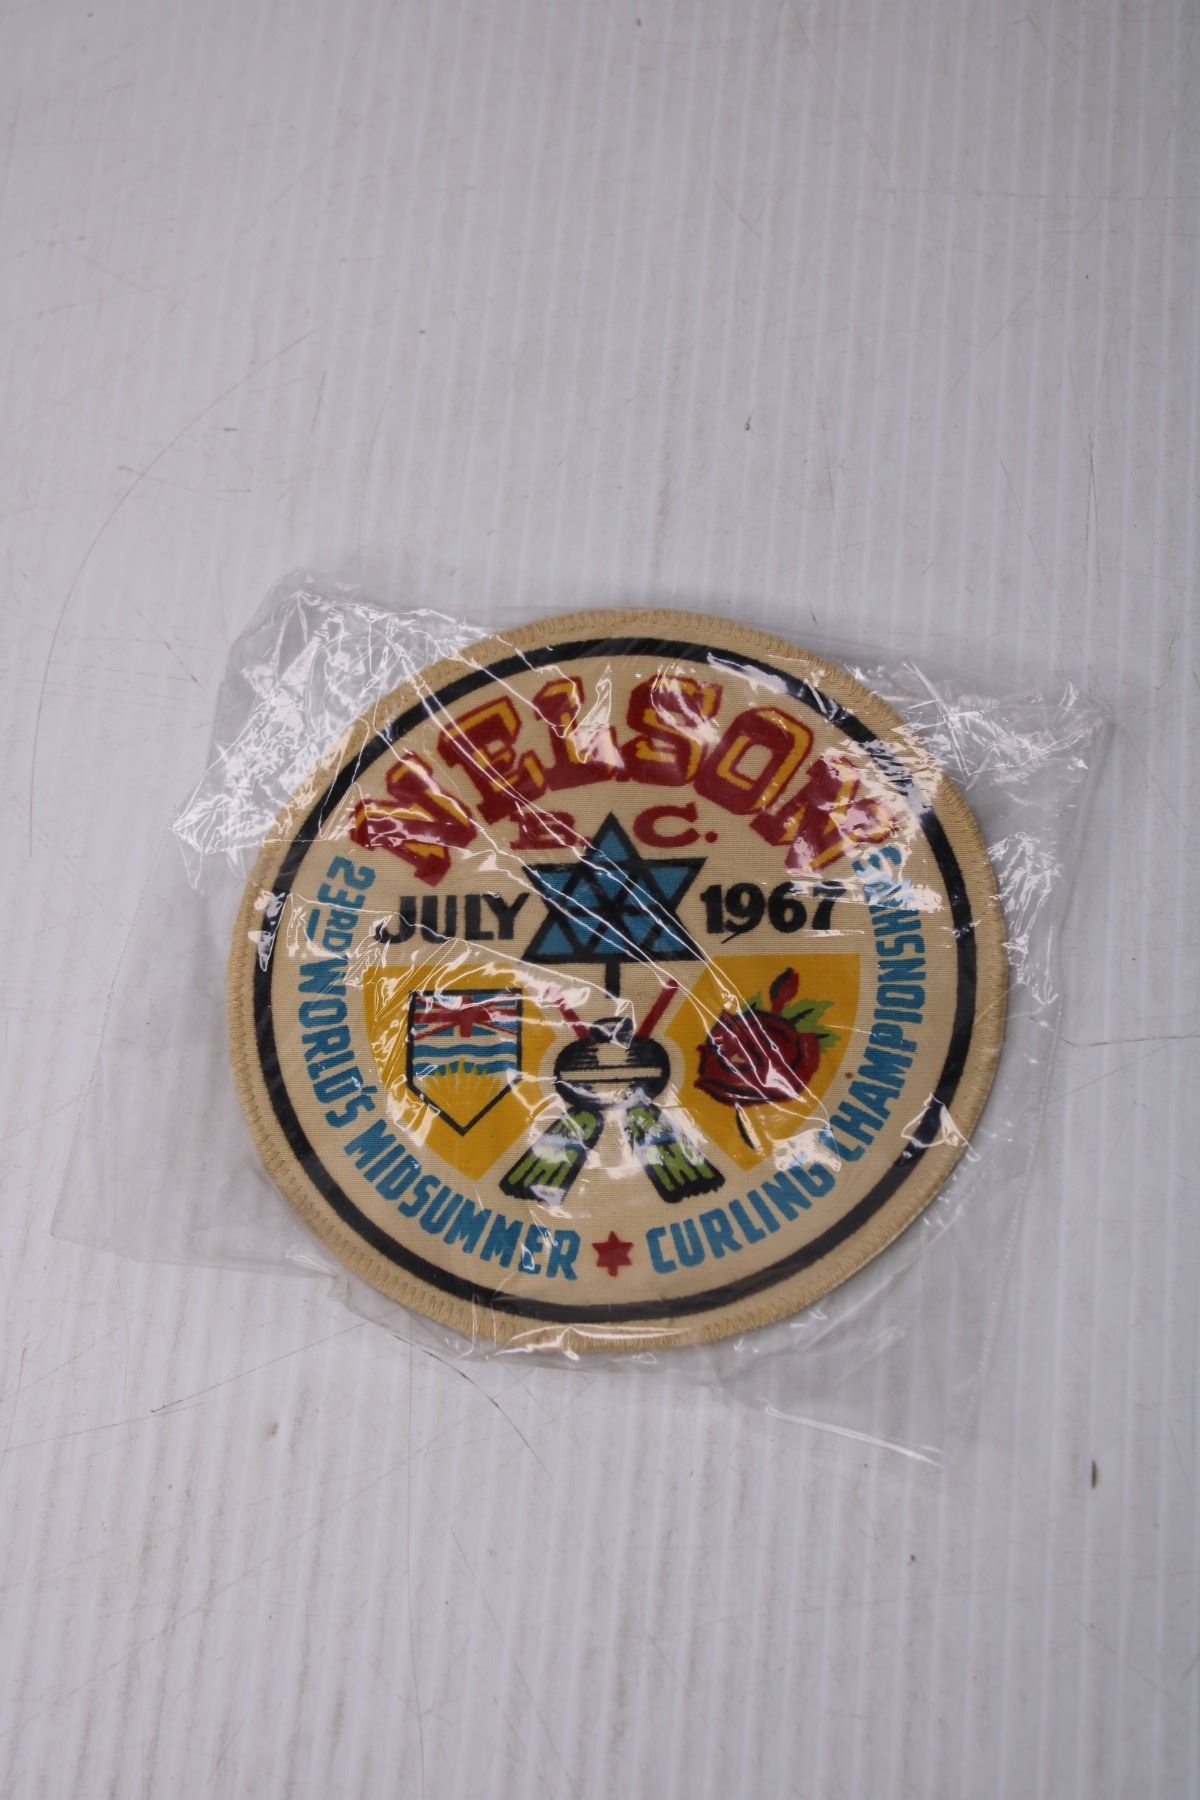 NELSON
B. C.
JULY 1967
23RD WORLD'S MIDSUMMER ★ CURLING CHAMPIONSHIPS